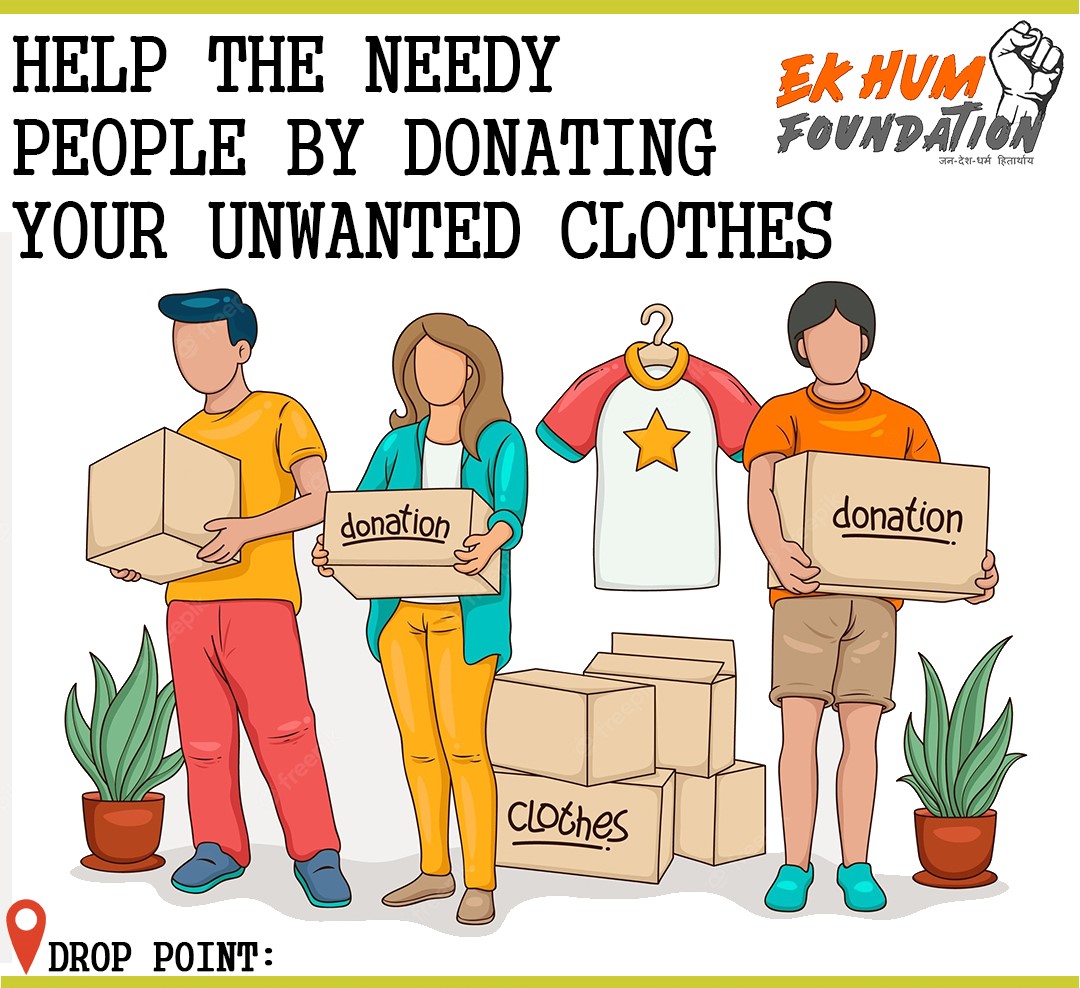 HELP THE NEEDY
PEOPLE BY DONATING
YOUR UNWANTED CLOTHES
EK HUM
FOUNDATION
जन-देश-धर्म हितार्थाय
donation
donation
CLothes
DROP POINT: